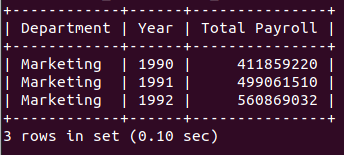 +------------+------+---------------+
| Department | Year | Total Payroll |
+------------+------+---------------+
| Marketing | 1990 | 411859220 |
| Marketing | 1991 | 499061510 |
| Marketing | 1992 | 560869032 |
+------------+------+---------------+
3 rows in set (0.10 sec)